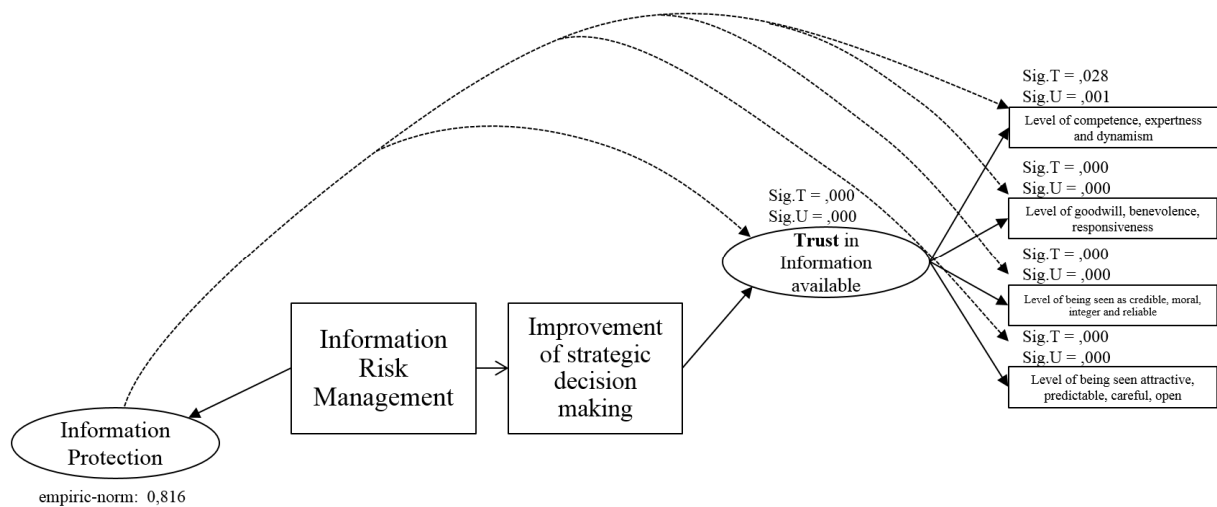 Sig.T = ,028
Sig.U = ,001
Level of competence, expertness
and dynamism
Sig.T = ,000
Sig.U = ,000
Level of goodwill, benevolence,
responsiveness
Sig.T = ,000
Sig.U = ,000
Level of being seen as credible, moral,
integer and reliable
Sig.T = ,000
Sig.U = ,000
Level of being seen attractive,
predictable, careful, open
Sig.T = ,000
Sig.U = ,000
Trust in
Information
available
Information
Risk
Management
Improvement
of strategic
decision
making
Information
Protection
empiric-norm: 0,816